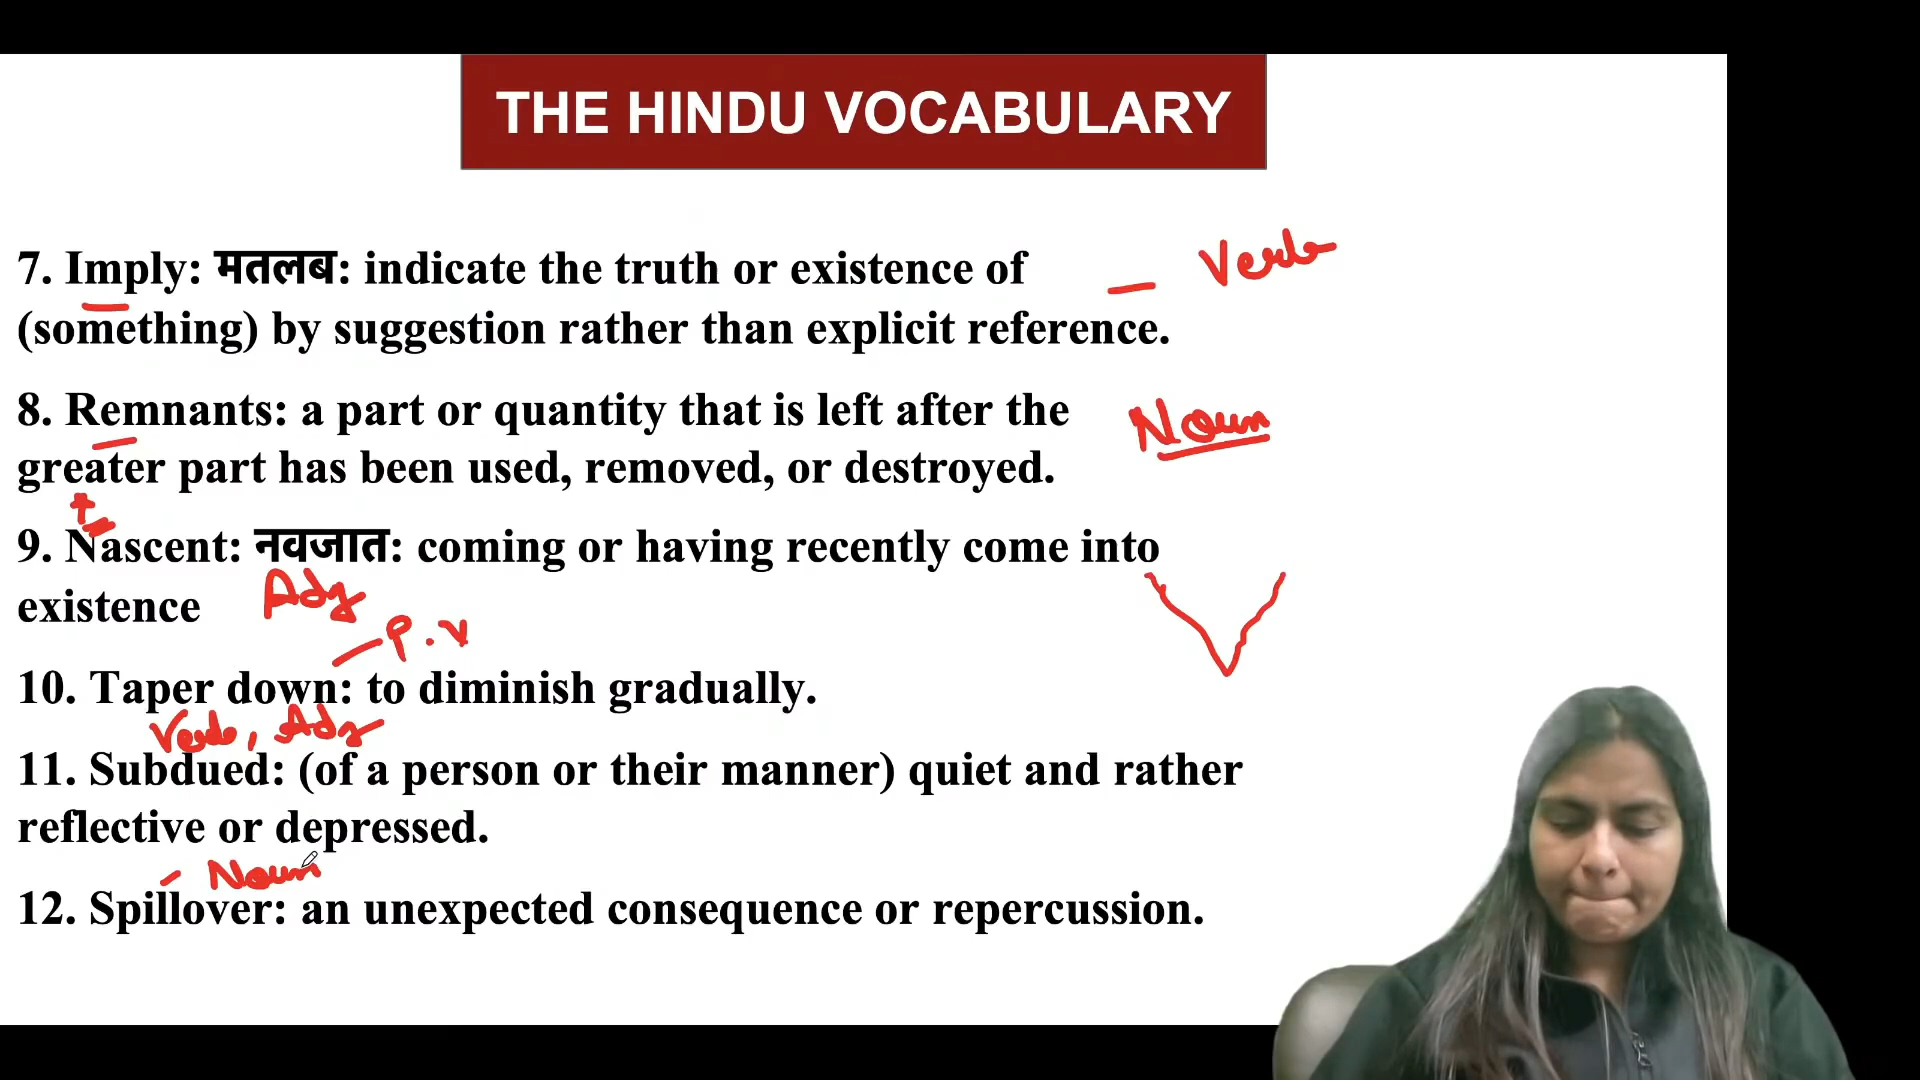 THE HINDU VOCABULARY
7. Imply: मतलब: indicate the truth or existence of
(something) by suggestion rather than explicit reference.
– Verb
8. Remnants: a part or quantity that is left after the
greater part has been used, removed, or destroyed.
Noun
+
9. Nascent: नवजात: coming or having recently come into
existence
Adj
– P.V
10. Taper down: to diminish gradually.
Verb, Adj
11. Subdued: (of a person or their manner) quiet and rather
reflective or depressed.
- Noun
12. Spillover: an unexpected consequence or repercussion.